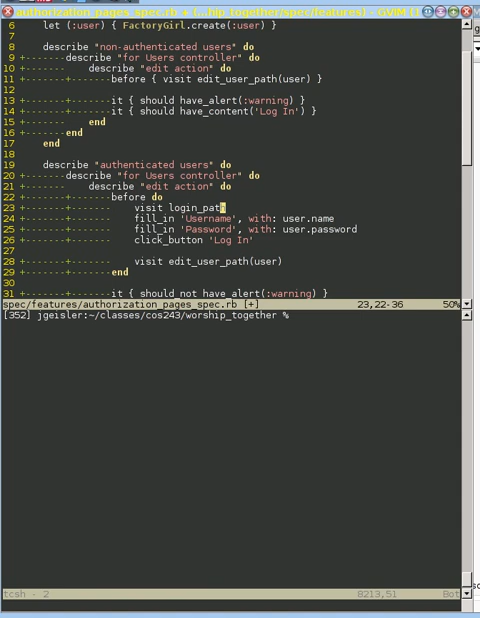 authorization_pages_spec.rb + (...hip_together/spec/features) - GVIM
6 let (:user) { FactoryGirl.create(:user) }
7
8 describe "non-authenticated users" do
9 +-------describe "for Users controller" do
10 +-------    describe "edit action" do
11 +-------+-------before { visit edit_user_path(user) }
12
13 +-------+-------it { should have_alert(:warning) }
14 +-------+-------it { should have_content('Log In') }
15 +-------    end
16 +-------end
17 end
18
19 describe "authenticated users" do
20 +-------describe "for Users controller" do
21 +-------    describe "edit action" do
22 +-------+-------before do
23 +-------+-------    visit login_path
24 +-------+-------    fill_in 'Username', with: user.name
25 +-------+-------    fill_in 'Password', with: user.password
26 +-------+-------    click_button 'Log In'
27
28 +-------+-------    visit edit_user_path(user)
29 +-------+-------end
30
31 +-------+-------it { should_not have_alert(:warning) }
spec/features/authorization_pages_spec.rb [+] 23,22-36 50%
[352] jgeisler:~/classes/cos243/worship_together %
tcsh - 2 8213,51 Bot